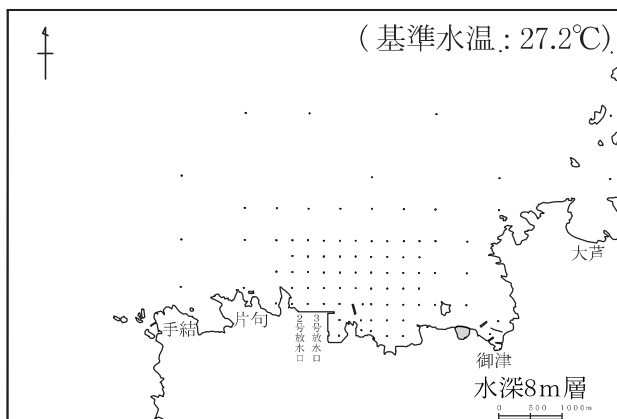 (基準水温:27.2℃)
大芦
手結
片句
2号放水口
3号放水口
御津
水深8m層
0 500 1000m